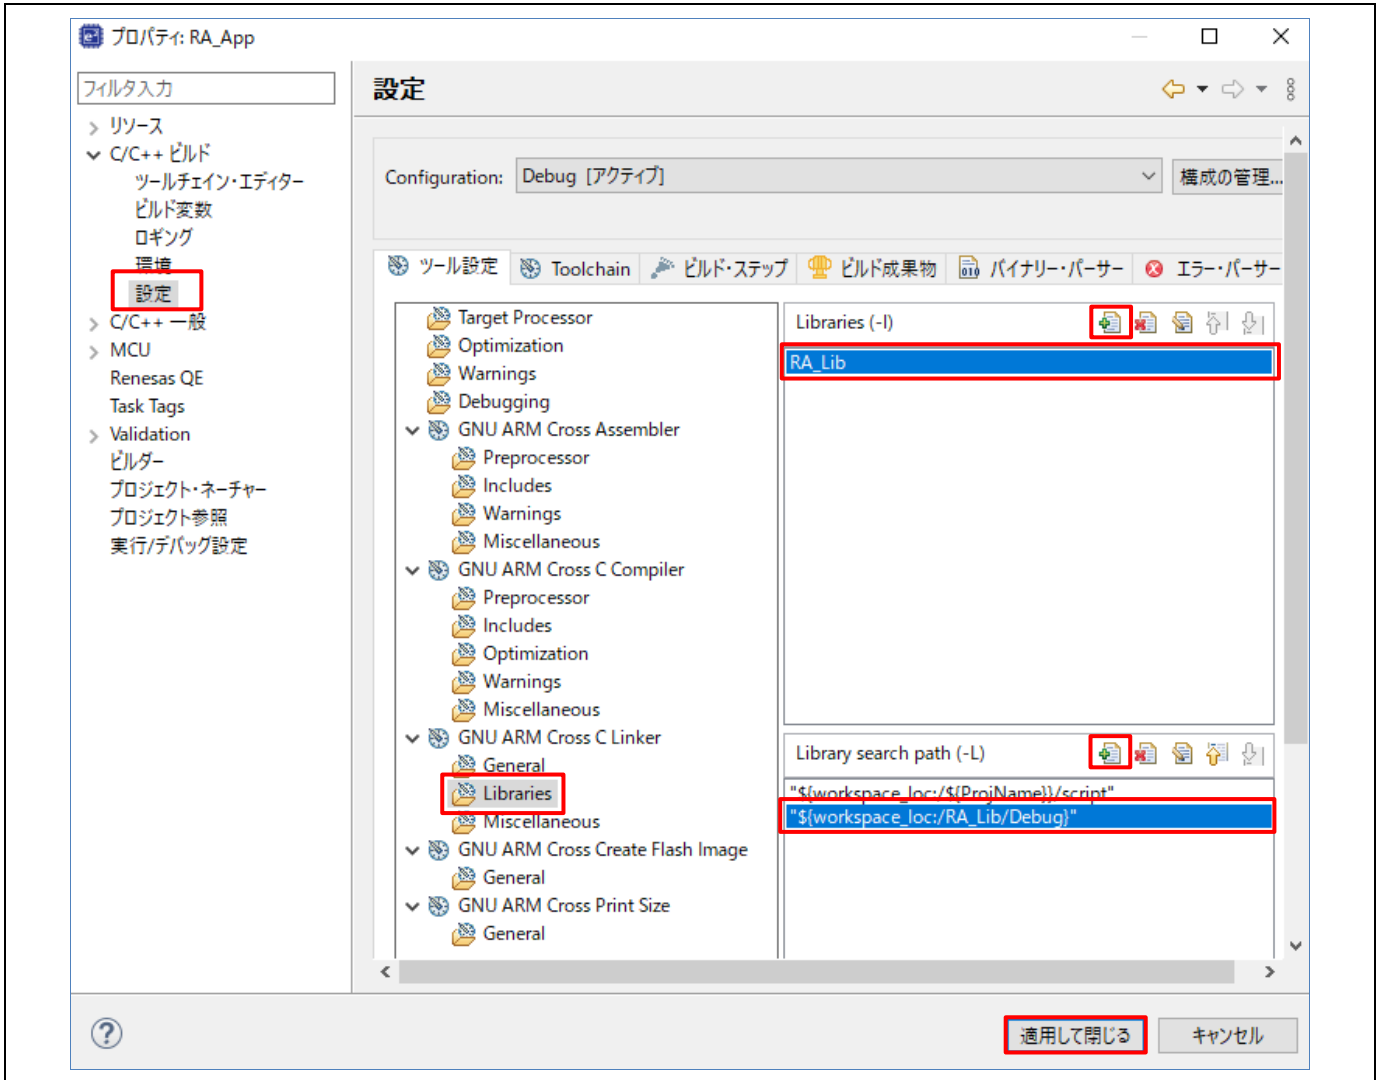 プロパティ: RA_App
フィルタ入力
リソース
C/C++ ビルド
ツールチェイン・エディター
ビルド変数
ロギング
環境
設定
C/C++ 一般
MCU
Renesas QE
Task Tags
Validation
ビルダー
プロジェクト・ネーチャー
プロジェクト参照
実行/デバッグ設定
設定
Configuration: Debug [アクティブ] 構成の管理...
ツール設定 Toolchain ビルド・ステップ ビルド成果物 バイナリー・パーサー エラー・パーサー
Target Processor
Optimization
Warnings
Debugging
GNU ARM Cross Assembler
Preprocessor
Includes
Warnings
Miscellaneous
GNU ARM Cross C Compiler
Preprocessor
Includes
Optimization
Warnings
Miscellaneous
GNU ARM Cross C Linker
General
Libraries
Miscellaneous
GNU ARM Cross Create Flash Image
General
GNU ARM Cross Print Size
General
Libraries (-l)
RA_Lib
Library search path (-L)
"${workspace_loc:/${ProjName}}/script"
"${workspace_loc:/RA_Lib/Debug}"
適用して閉じる キャンセル